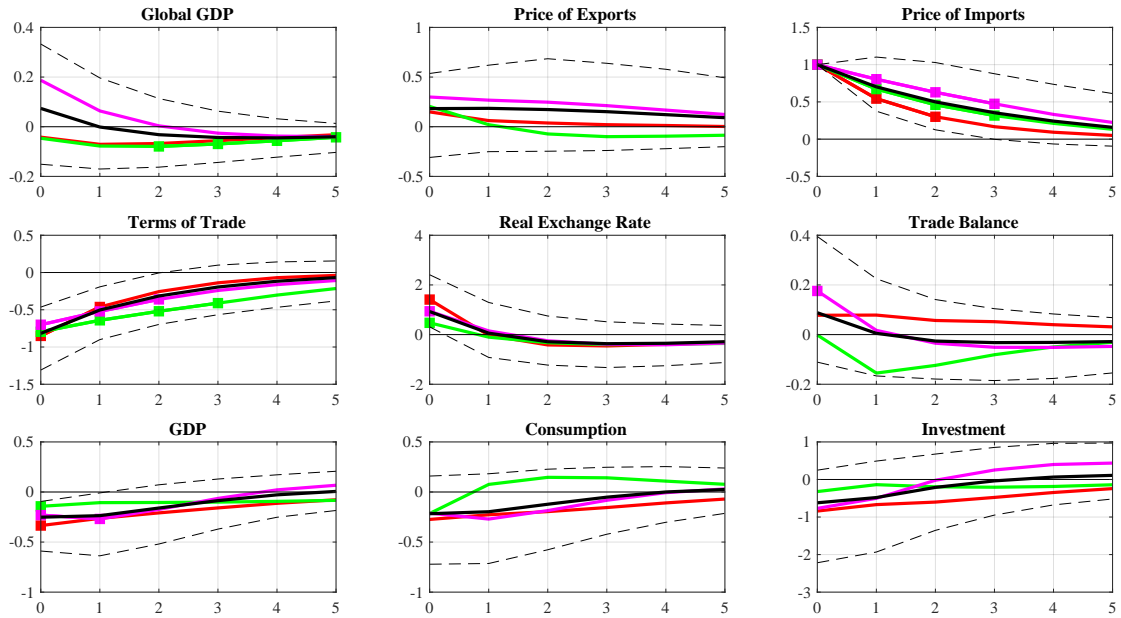 Global GDP
0.4
0.2
0
-0.2
0 1 2 3 4 5
Price of Exports
1
0.5
0
-0.5
0 1 2 3 4 5
Price of Imports
1.5
1
0.5
0
-0.5
0 1 2 3 4 5
Terms of Trade
0.5
0
-0.5
-1
-1.5
0 1 2 3 4 5
Real Exchange Rate
4
2
0
-2
0 1 2 3 4 5
Trade Balance
0.4
0.2
0
-0.2
0 1 2 3 4 5
GDP
0.5
0
-0.5
-1
0 1 2 3 4 5
Consumption
0.5
0
-0.5
-1
0 1 2 3 4 5
Investment
1
0
-1
-2
-3
0 1 2 3 4 5